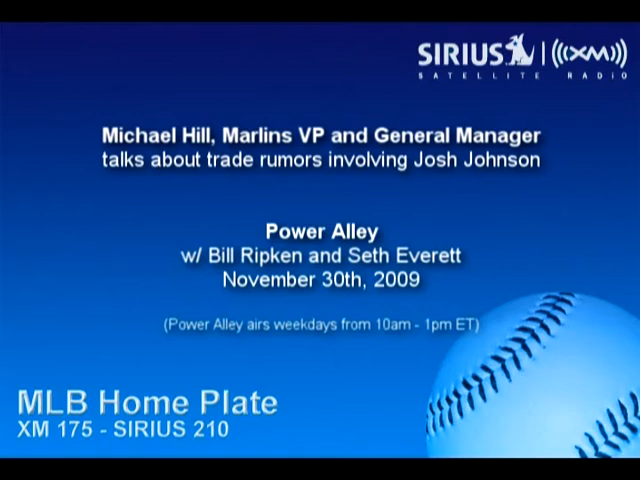 SIRIUS | ((XM))
SATELLITE RADIO
Michael Hill, Marlins VP and General Manager
talks about trade rumors involving Josh Johnson
Power Alley
w/ Bill Ripken and Seth Everett
November 30th, 2009
(Power Alley airs weekdays from 10am - 1pm ET)
MLB Home Plate
XM 175 - SIRIUS 210